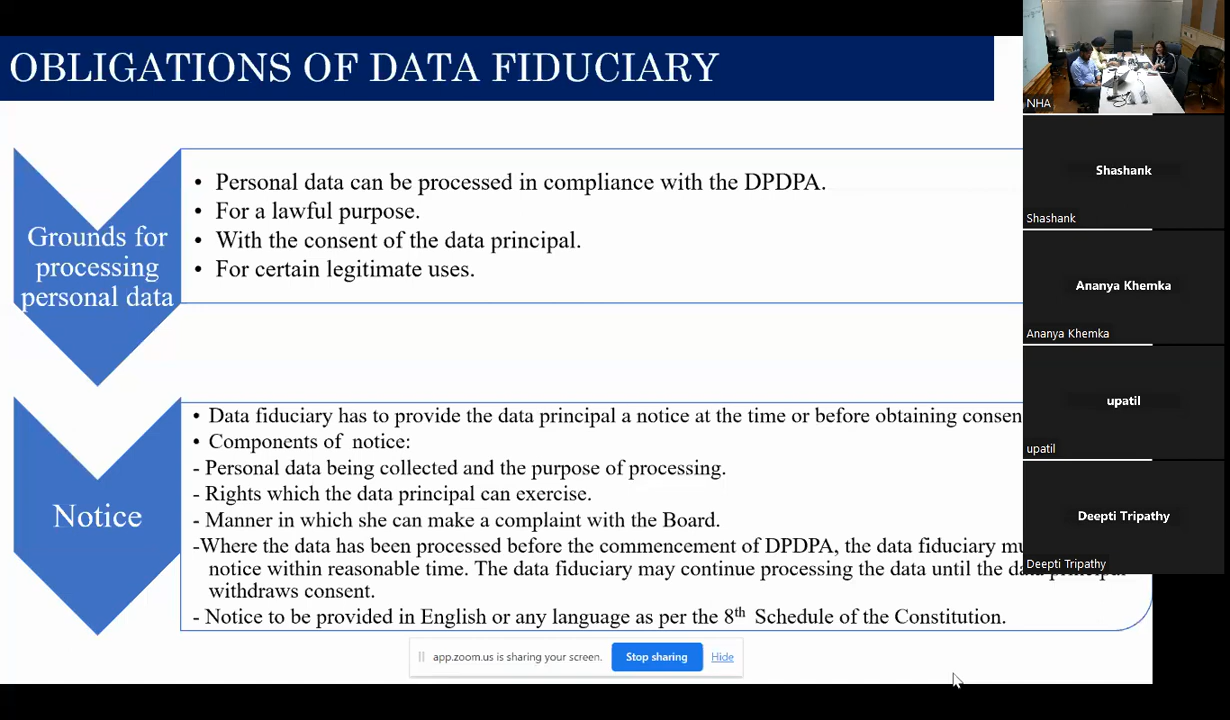 OBLIGATIONS OF DATA FIDUCIARY
Grounds for
processing
personal data
• Personal data can be processed in compliance with the DPDPA.
• For a lawful purpose.
• With the consent of the data principal.
• For certain legitimate uses.
Notice
• Data fiduciary has to provide the data principal a notice at the time or before obtaining consen
• Components of notice:
- Personal data being collected and the purpose of processing.
- Rights which the data principal can exercise.
- Manner in which she can make a complaint with the Board.
-Where the data has been processed before the commencement of DPDPA, the data fiduciary mu
notice within reasonable time. The data fiduciary may continue processing the data until the data principal
withdraws consent.
- Notice to be provided in English or any language as per the 8th Schedule of the Constitution.
app.zoom.us is sharing your screen.
Stop sharing
Hide
NHA
Shashank
Shashank
Ananya Khemka
Ananya Khemka
upatil
upatil
Deepti Tripathy
Deepti Tripathy